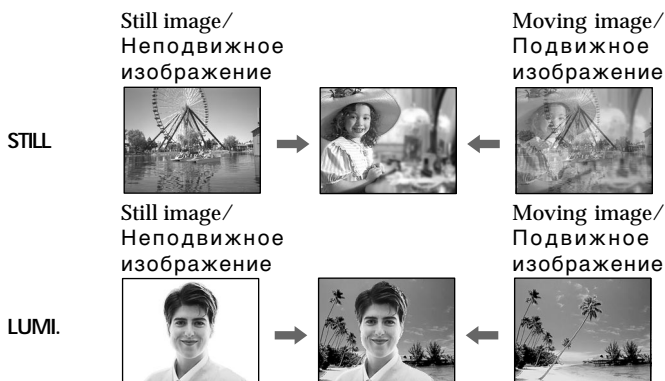 Still image/
Неподвижное
изображение
Moving image/
Подвижное
изображение
STILL
Still image/
Неподвижное
изображение
Moving image/
Подвижное
изображение
LUMI.